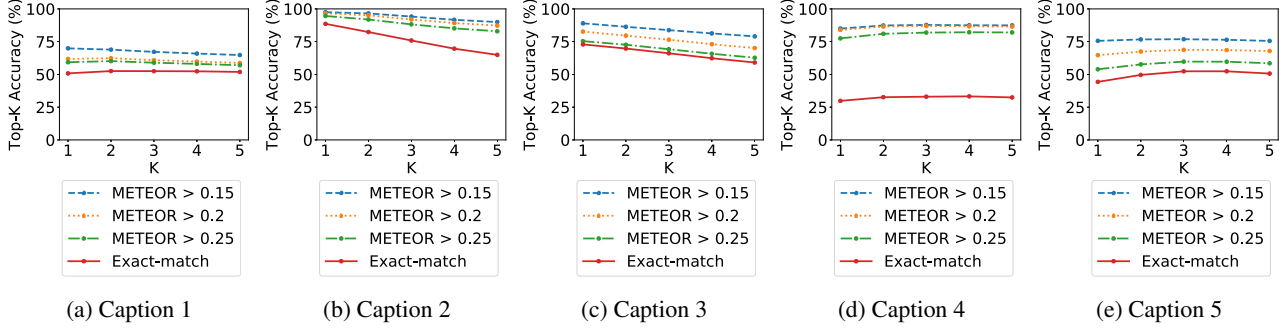 Top-K Accuracy (%)
100
75
50
25
0
1 2 3 4 5
K
METEOR > 0.15
METEOR > 0.2
METEOR > 0.25
Exact-match
(a) Caption 1
Top-K Accuracy (%)
100
75
50
25
0
1 2 3 4 5
K
METEOR > 0.15
METEOR > 0.2
METEOR > 0.25
Exact-match
(b) Caption 2
Top-K Accuracy (%)
100
75
50
25
0
1 2 3 4 5
K
METEOR > 0.15
METEOR > 0.2
METEOR > 0.25
Exact-match
(c) Caption 3
Top-K Accuracy (%)
100
75
50
25
0
1 2 3 4 5
K
METEOR > 0.15
METEOR > 0.2
METEOR > 0.25
Exact-match
(d) Caption 4
Top-K Accuracy (%)
100
75
50
25
0
1 2 3 4 5
K
METEOR > 0.15
METEOR > 0.2
METEOR > 0.25
Exact-match
(e) Caption 5